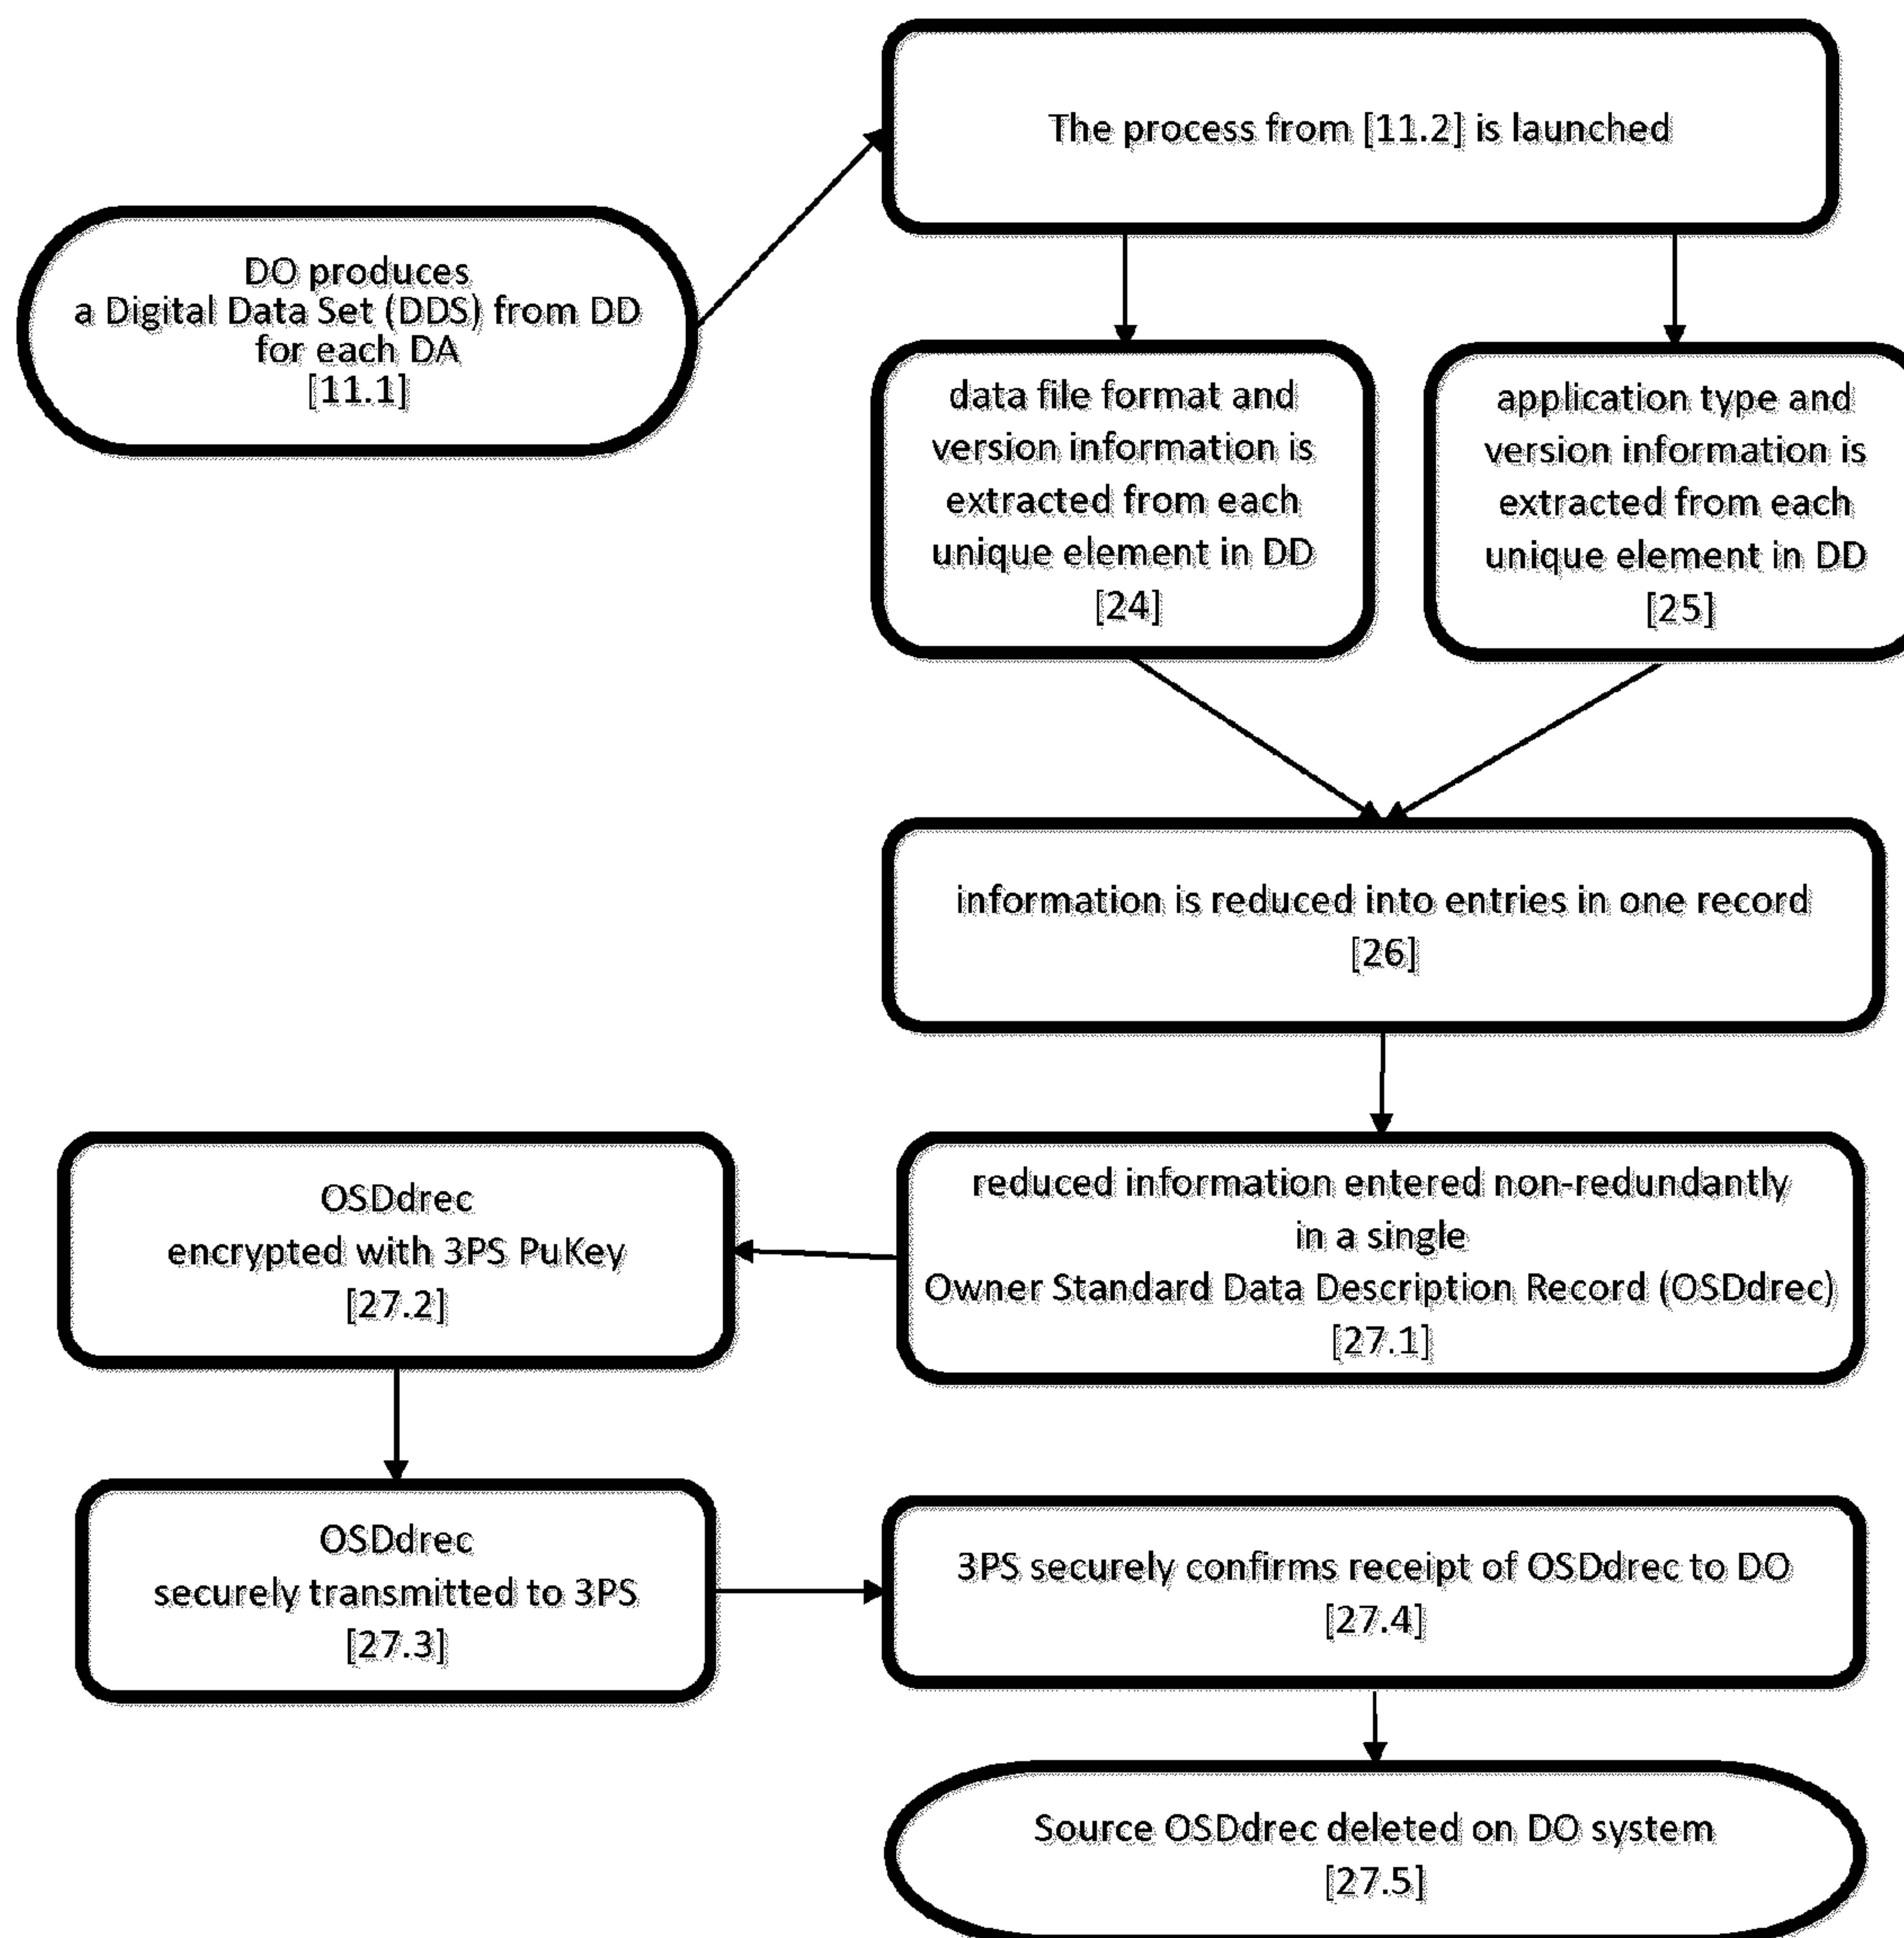 The process from [11.2] is launched
DO produces
a Digital Data Set (DDS) from DD
for each DA
[11.1]
data file format and
version information is
extracted from each
unique element in DD
[24]
application type and
version information is
extracted from each
unique element in DD
[25]
information is reduced into entries in one record
[26]
reduced information entered non-redundantly
in a single
Owner Standard Data Description Record (OSDdrec)
[27.1]
OSDdrec
encrypted with 3PS PuKey
[27.2]
OSDdrec
securely transmitted to 3PS
[27.3]
3PS securely confirms receipt of OSDdrec to DO
[27.4]
Source OSDdrec deleted on DO system
[27.5]